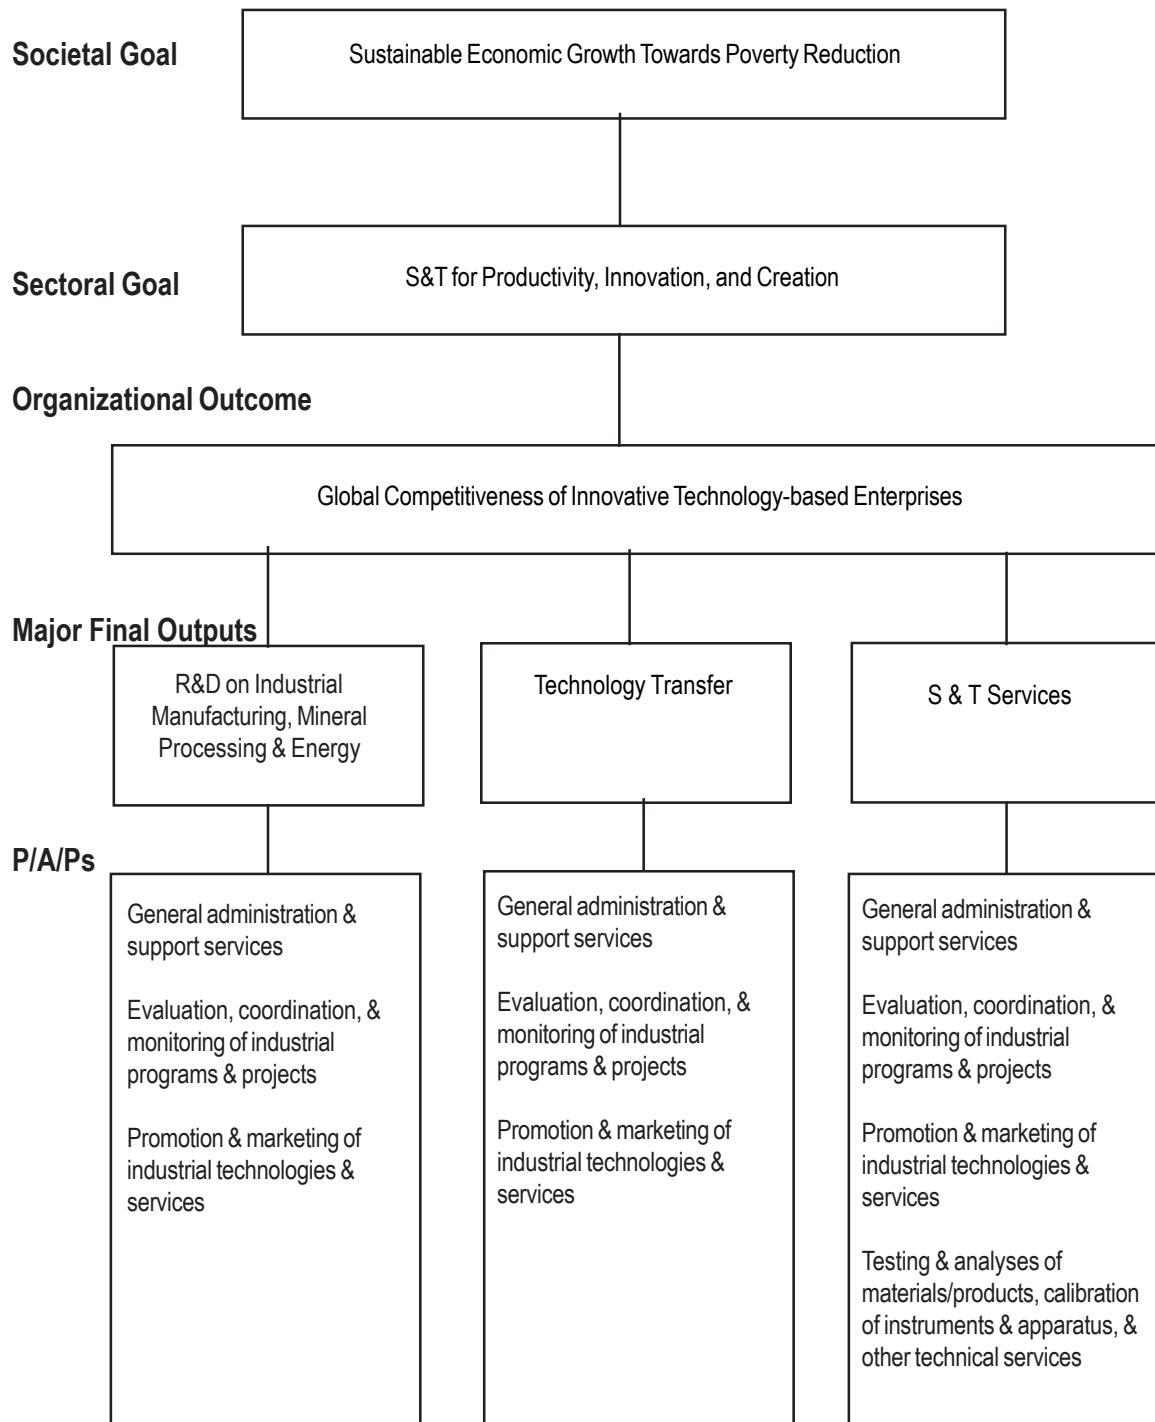 Societal Goal
Sustainable Economic Growth Towards Poverty Reduction
Sectoral Goal
S&T for Productivity, Innovation, and Creation
Organizational Outcome
Global Competitiveness of Innovative Technology-based Enterprises
Major Final Outputs
R&D on Industrial
Manufacturing, Mineral
Processing & Energy
Technology Transfer
S & T Services
P/A/Ps
General administration &
support services
Evaluation, coordination, &
monitoring of industrial
programs & projects
Promotion & marketing of
industrial technologies &
services
General administration &
support services
Evaluation, coordination, &
monitoring of industrial
programs & projects
Promotion & marketing of
industrial technologies &
services
General administration &
support services
Evaluation, coordination, &
monitoring of industrial
programs & projects
Promotion & marketing of
industrial technologies &
services
Testing & analyses of
materials/products, calibration
of instruments & apparatus, &
other technical services